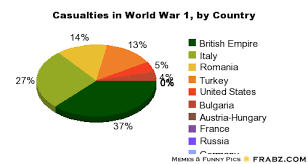 Casualties in World War 1, by Country
14%
13%
5%
4%
0%
27%
37%
British Empire
Italy
Romania
Turkey
United States
Bulgaria
Austria-Hungary
France
Russia
Germany
MEMES & FUNNY PICS FRABZ.COM